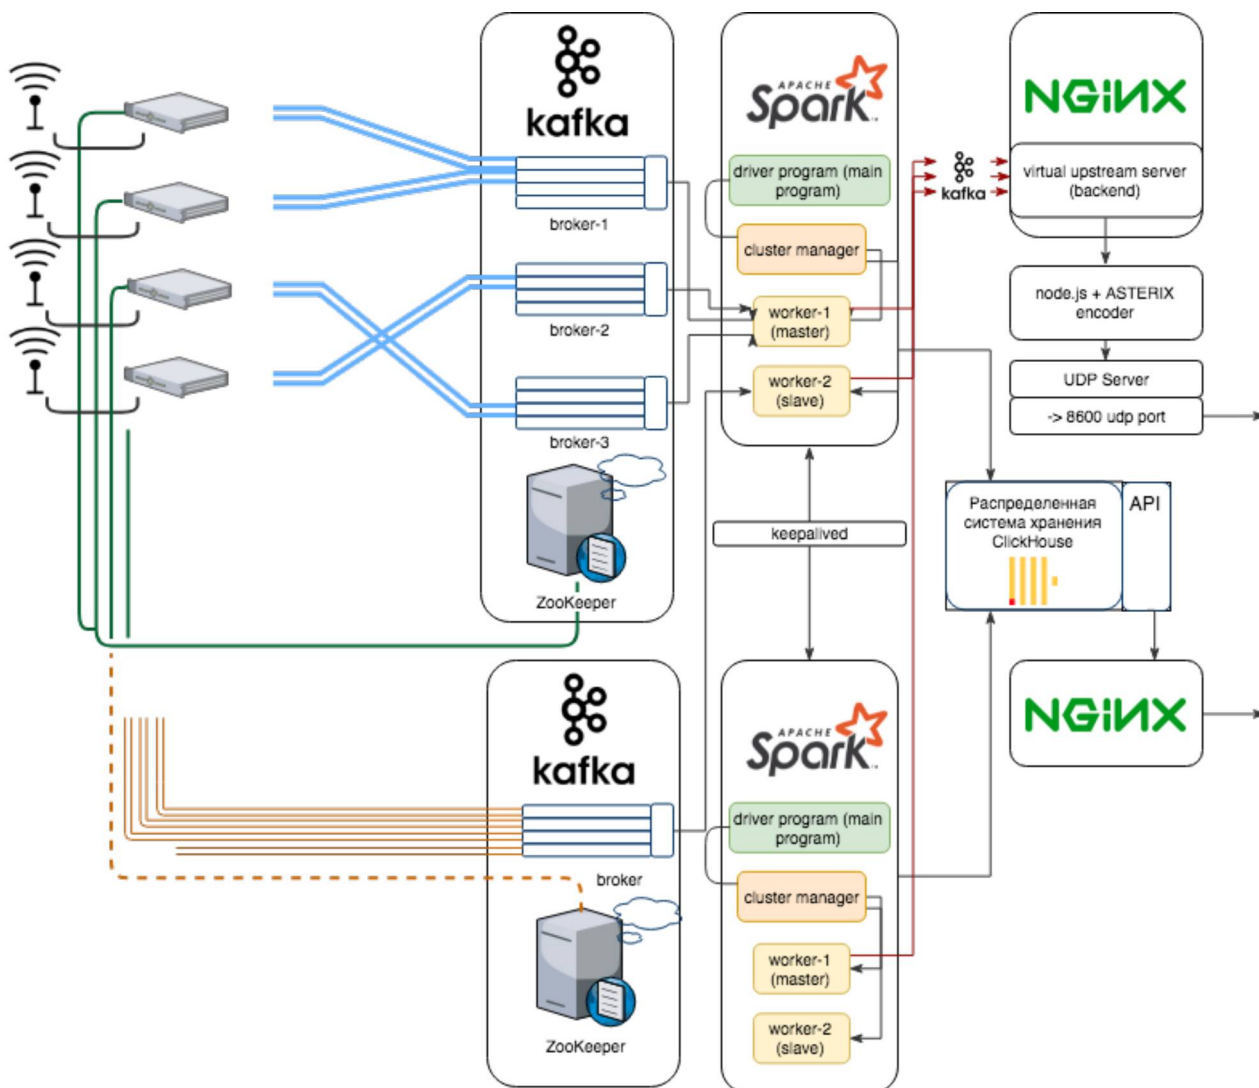 kafka
broker-1
broker-2
broker-3
ZooKeeper
APACHE
Spark
driver program (main
program)
cluster manager
worker-1
(master)
worker-2
(slave)
kafka
NGINX
virtual upstream server
(backend)
node.js + ASTERIX
encoder
UDP Server
-> 8600 udp port
keepalived
Распределенная
система хранения
ClickHouse
API
kafka
broker
ZooKeeper
APACHE
Spark
driver program (main
program)
cluster manager
worker-1
(master)
worker-2
(slave)
NGINX